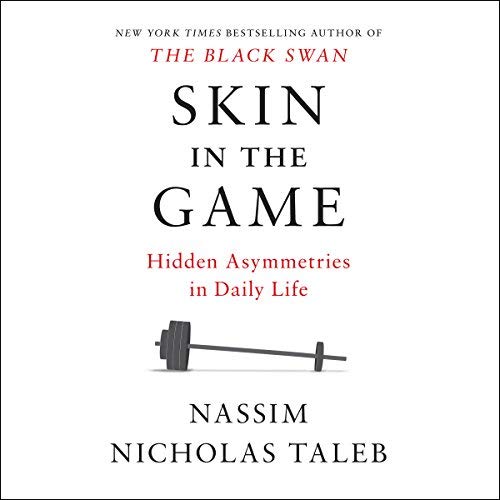 NEW YORK TIMES BESTSELLING AUTHOR OF
THE BLACK SWAN
SKIN
IN THE
GAME
Hidden Asymmetries
in Daily Life
NASSIM
NICHOLAS TALEB